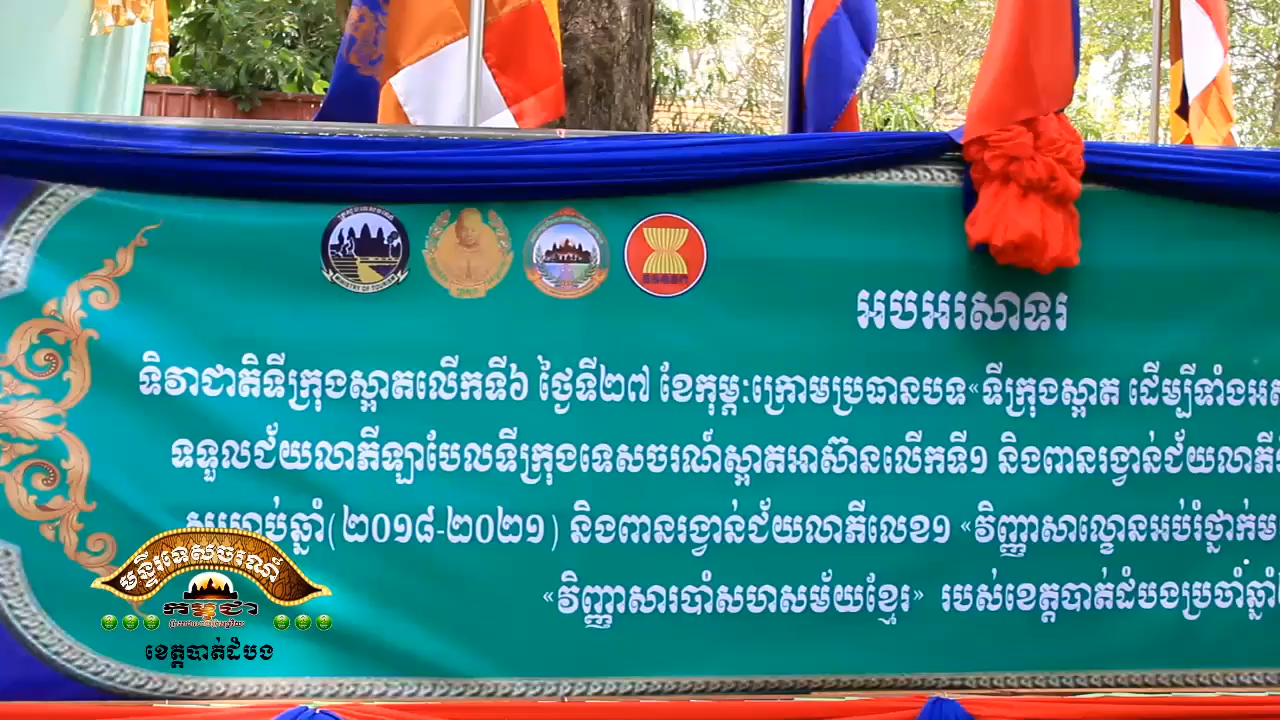 MINISTRY OF TOURISM
អបអរសាទរ
ទិវាជាតិទីក្រុងស្អាតលើកទី៦ ថ្ងៃទី២៧ ខែកុម្ភៈក្រោមប្រធានបទ«ទីក្រុងស្អាត ដើម្បីទាំងអស់
ទទួលជ័យលាភីឡាបែលទីក្រុងទេសចរណ៍ស្អាតអាស៊ានលើកទី១ និងពានរង្វាន់ជ័យលាភី
សម្រាប់ឆ្នាំ(២០១៨-២០២១) និងពានរង្វាន់ជ័យលាភីលេខ១ «វិញ្ញាសាល្ខោនអប់រំថ្នាក់ម
«វិញ្ញាសារបាំសហសម័យខ្មែរ» របស់ខេត្តបាត់ដំបងប្រចាំឆ្នាំ
មន្ទីរទេសចរណ៍
កម្ពុជា
ខេត្តបាត់ដំបង